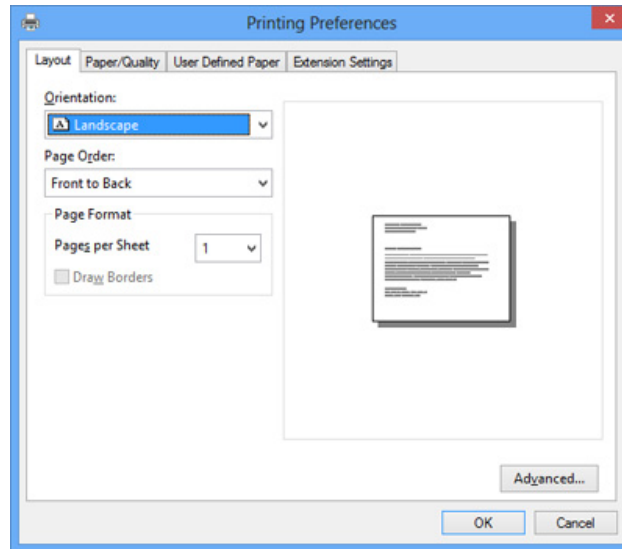 Printing Preferences
Layout
Paper/Quality
User Defined Paper
Extension Settings
Orientation:
A Landscape
Page Order:
Front to Back
Page Format
Pages per Sheet
1
Draw Borders
Advanced...
OK
Cancel